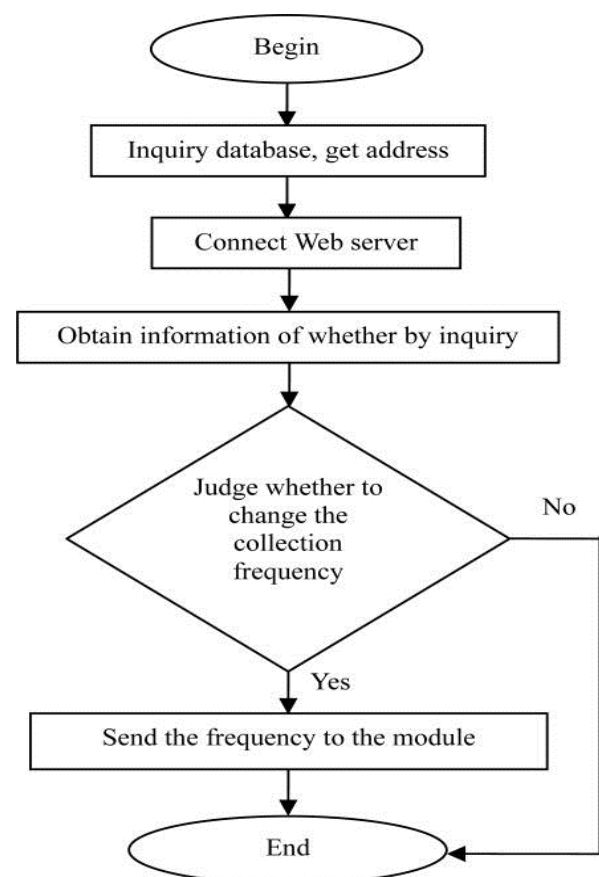 Begin
Inquiry database, get address
Connect Web server
Obtain information of whether by inquiry
Judge whether to
change the
collection
frequency
No
Yes
Send the frequency to the module
End